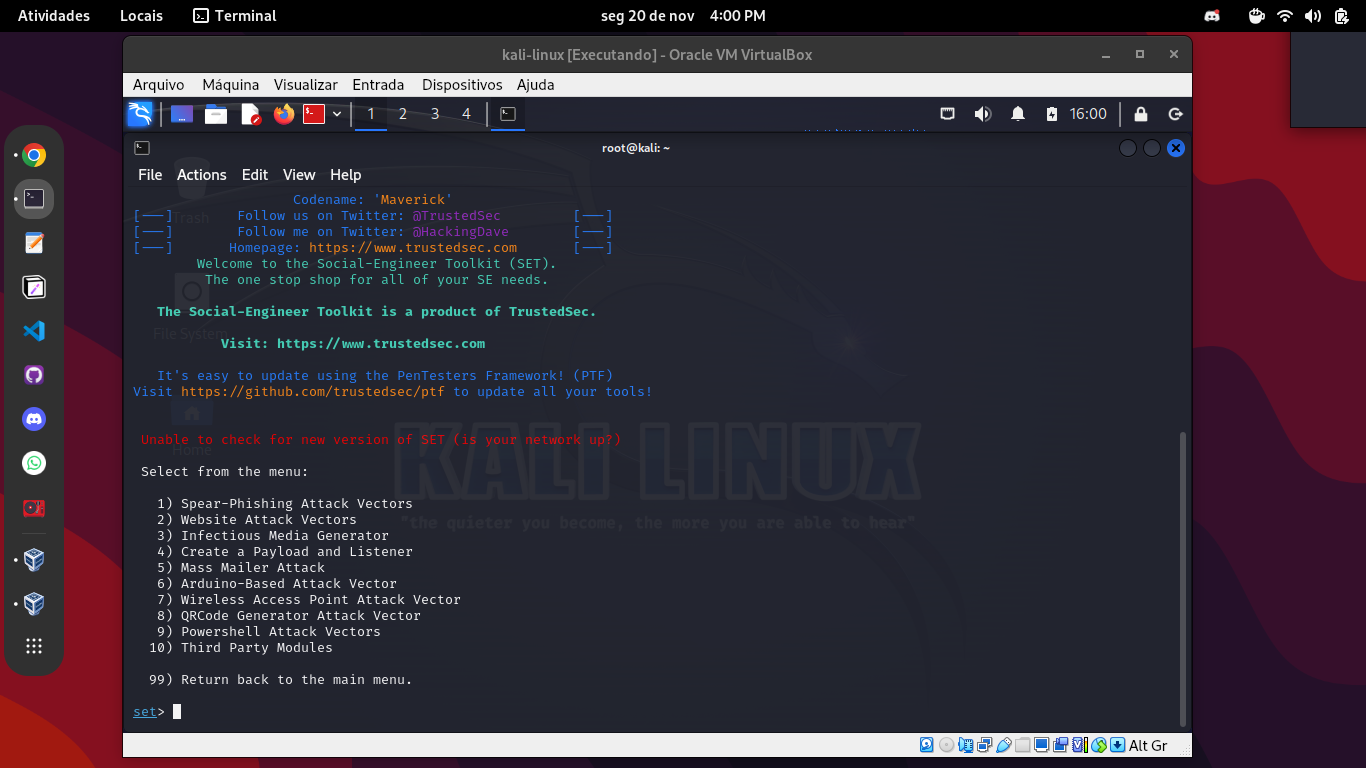 Atividades Locais Terminal seg 20 de nov 4:00 PM
kali-linux [Executando] - Oracle VM VirtualBox
Arquivo Máquina Visualizar Entrada Dispositivos Ajuda
1 2 3 4 16:00
root@kali: ~
File Actions Edit View Help
Codename: 'Maverick'
[---] Follow us on Twitter: @TrustedSec [---]
[---] Follow me on Twitter: @HackingDave [---]
[---] Homepage: https://www.trustedsec.com [---]
Welcome to the Social-Engineer Toolkit (SET).
The one stop shop for all of your SE needs.
The Social-Engineer Toolkit is a product of TrustedSec.
Visit: https://www.trustedsec.com
It's easy to update using the PenTesters Framework! (PTF)
Visit https://github.com/trustedsec/ptf to update all your tools!
Unable to check for new version of SET (is your network up?)
Select from the menu:
1) Spear-Phishing Attack Vectors
2) Website Attack Vectors
3) Infectious Media Generator
4) Create a Payload and Listener
5) Mass Mailer Attack
6) Arduino-Based Attack Vector
7) Wireless Access Point Attack Vector
8) QRCode Generator Attack Vector
9) Powershell Attack Vectors
10) Third Party Modules
99) Return back to the main menu.
set>
Trash
File System
Home
KALI LINUX
"the quieter you become, the more you are able to hear"
Alt Gr